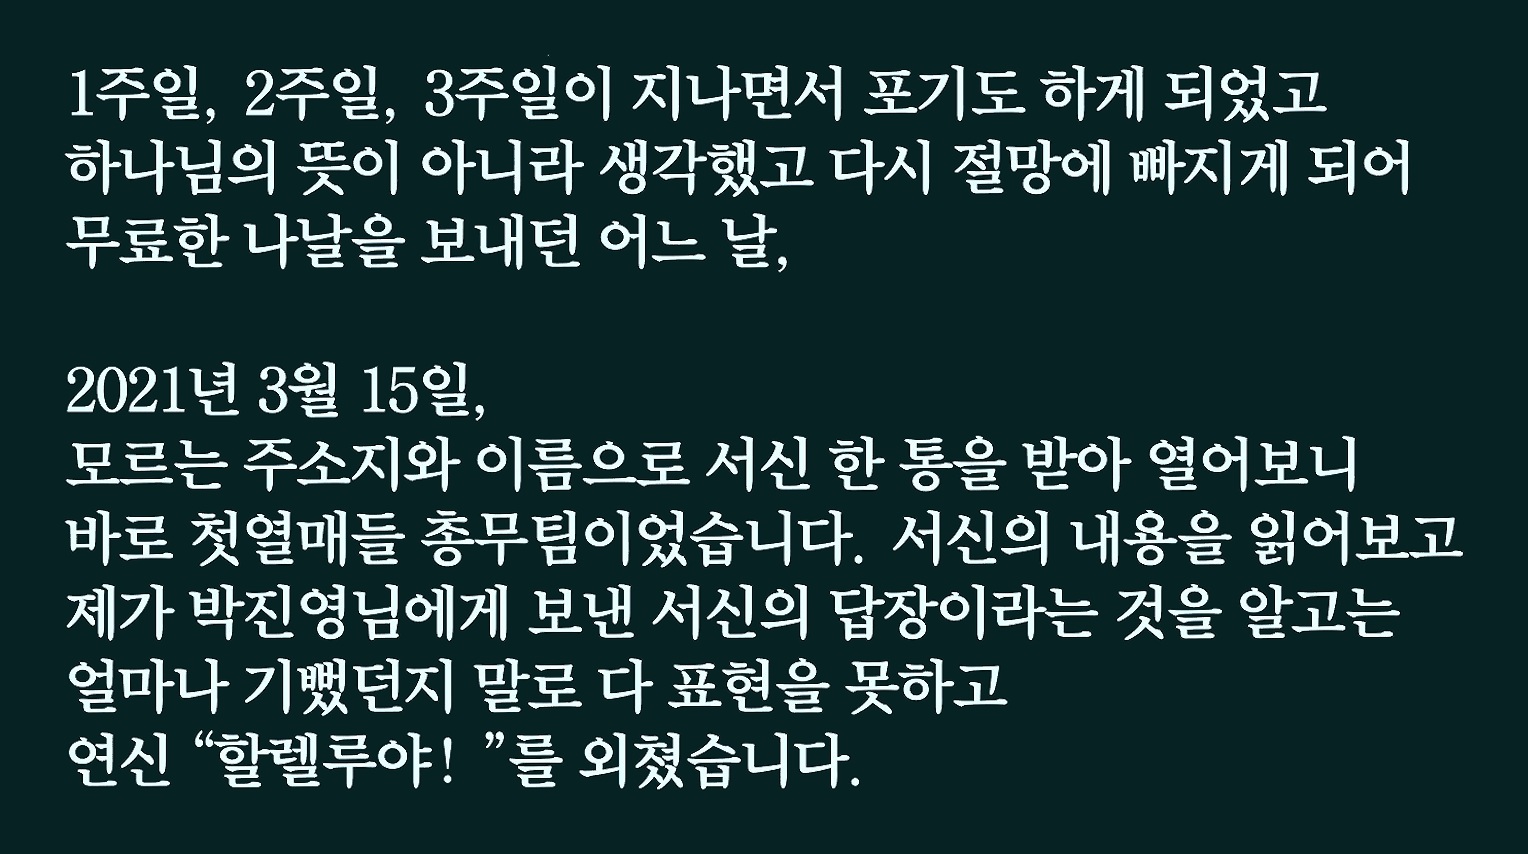 1주일, 2주일, 3주일이 지나면서 포기도 하게 되었고
하나님의 뜻이 아니라 생각했고 다시 절망에 빠지게 되어
무료한 나날을 보내던 어느 날,
2021년 3월 15일,
모르는 주소지와 이름으로 서신 한 통을 받아 열어보니
바로 첫열매들 총무팀이었습니다. 서신의 내용을 읽어보고
제가 박진영님에게 보낸 서신의 답장이라는 것을 알고는
얼마나 기뻤던지 말로 다 표현을 못하고
연신 “할렐루야! ”를 외쳤습니다.